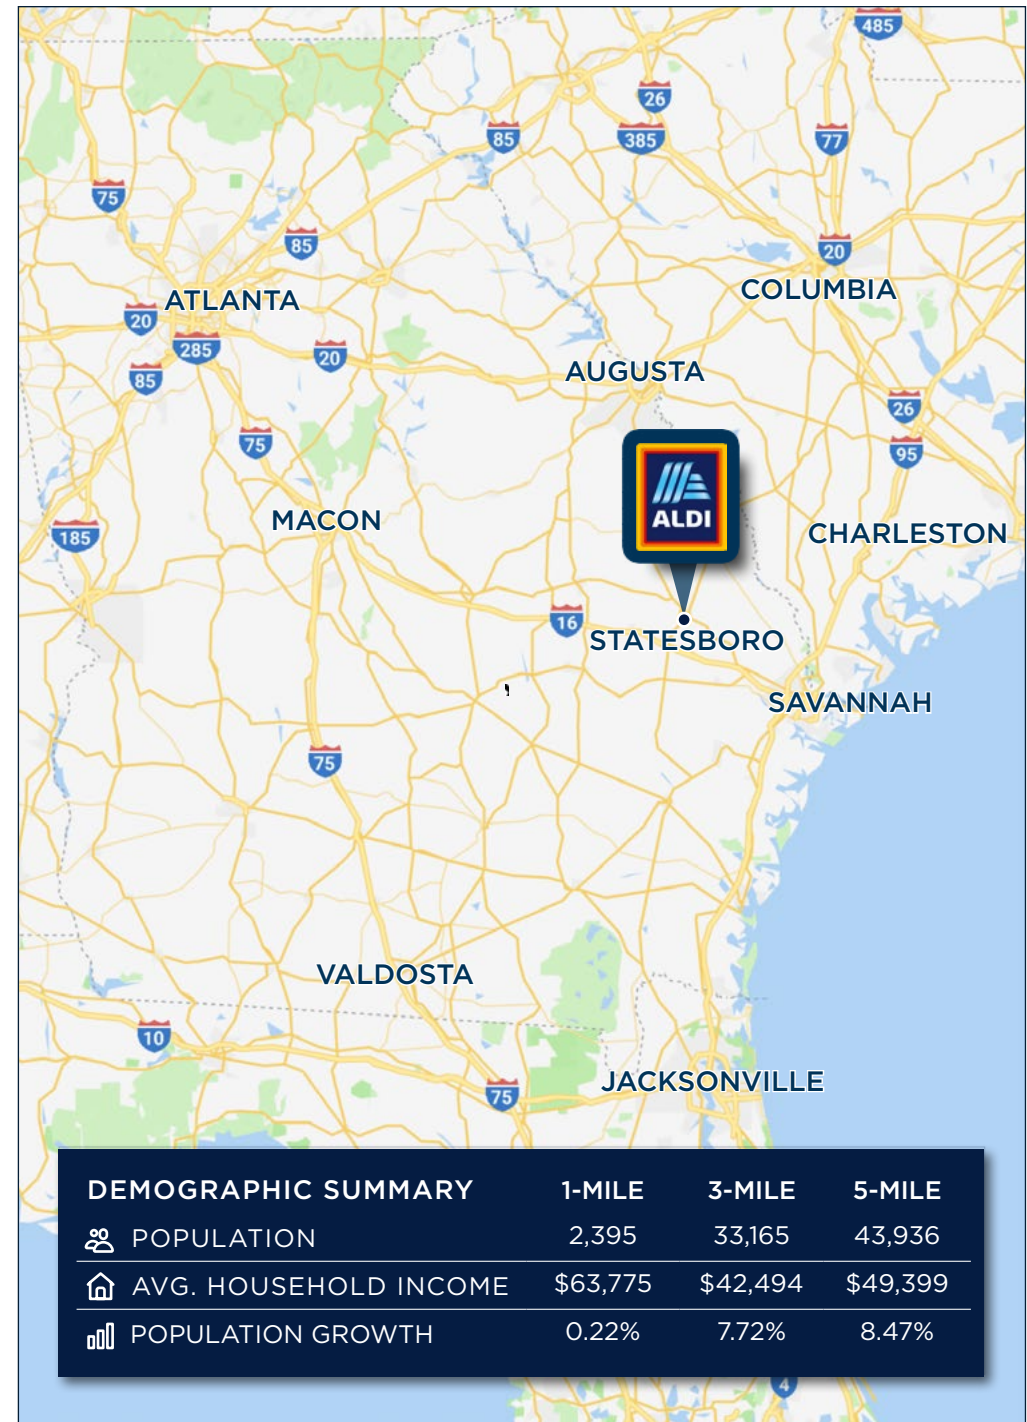 485
26
85
385
77
75
85
20
COLUMBIA
ATLANTA
20
285
20
85
AUGUSTA
26
75
95
ALDI
MACON
CHARLESTON
185
16
STATESBORO
SAVANNAH
75
VALDOSTA
10
JACKSONVILLE
75
DEMOGRAPHIC SUMMARY 1-MILE 3-MILE 5-MILE
POPULATION 2,395 33,165 43,936
AVG. HOUSEHOLD INCOME $63,775 $42,494 $49,399
POPULATION GROWTH 0.22% 7.72% 8.47%
4